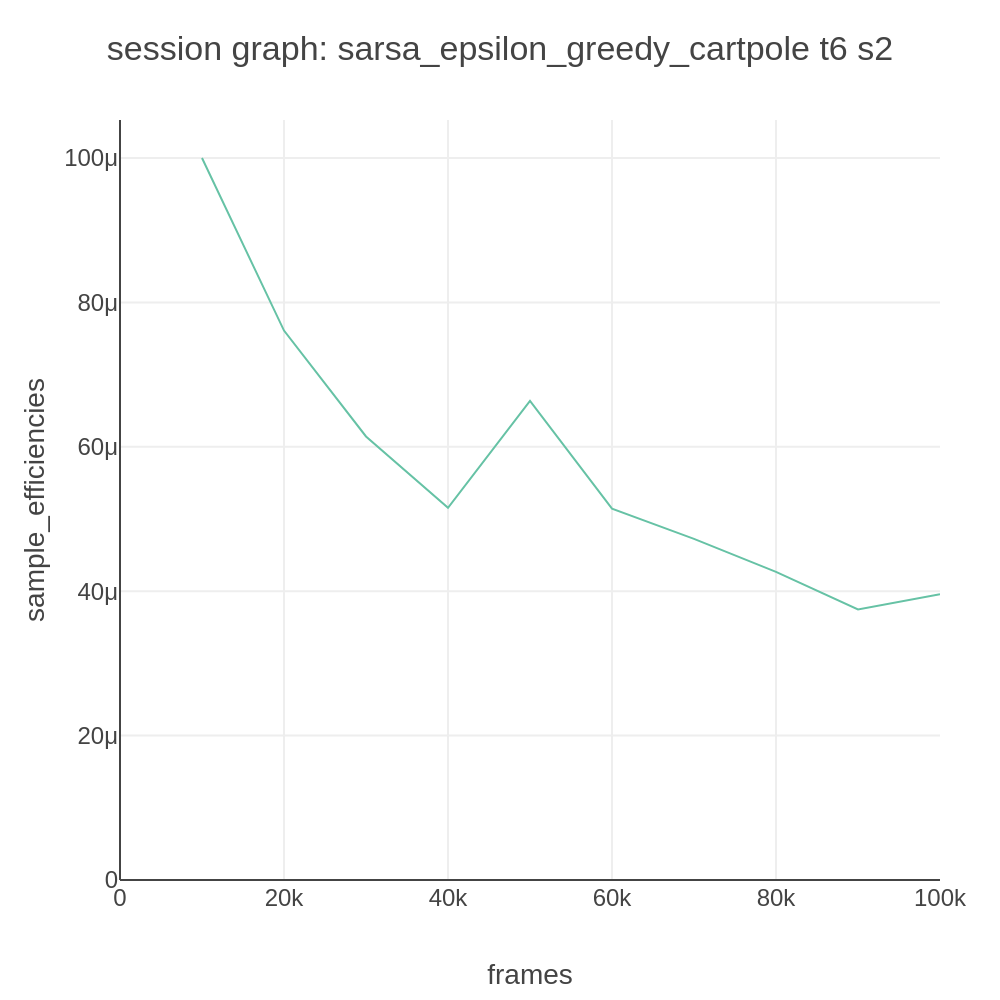 session graph: sarsa_epsilon_greedy_cartpole t6 s2
100μ
80μ
60μ
40μ
20μ
0
sample_efficiencies
0 20k 40k 60k 80k 100k
frames